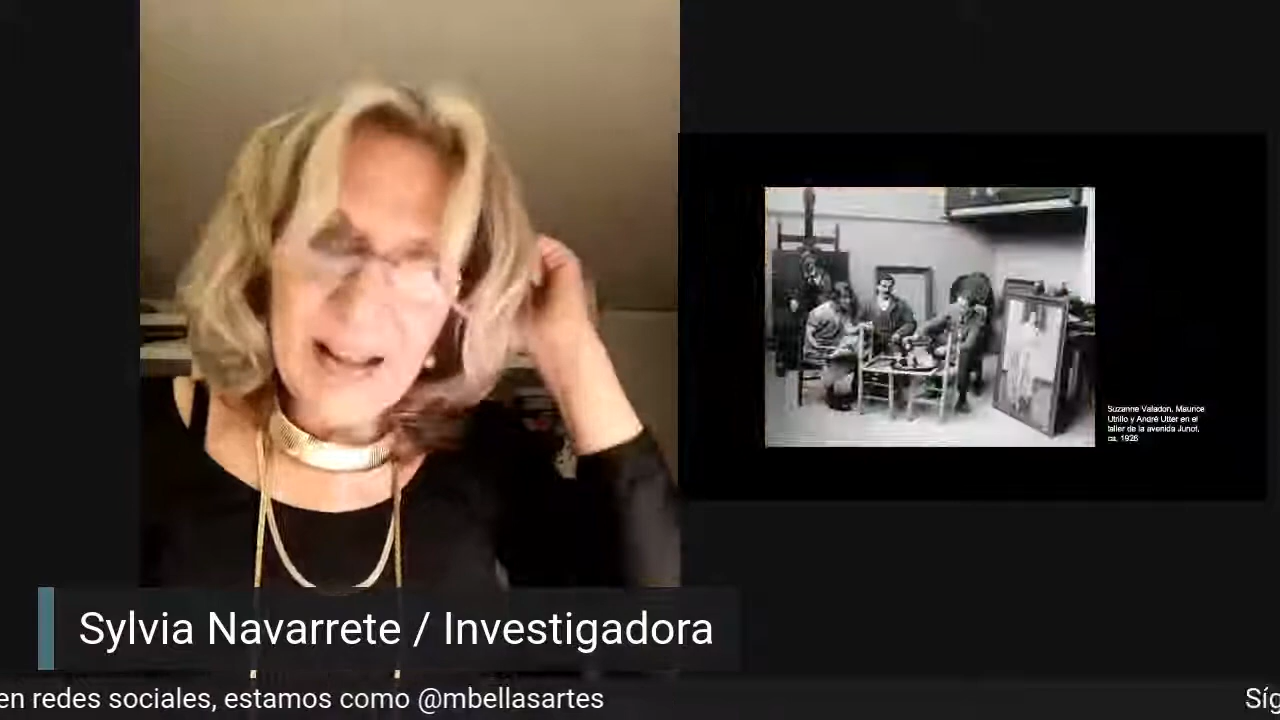 Suzanne Valadon, Maurice
Utrillo y André Utter en el
taller de la avenida Junot,
ca. 1926
Sylvia Navarrete / Investigadora
en redes sociales, estamos como @mbellasartes
Síg